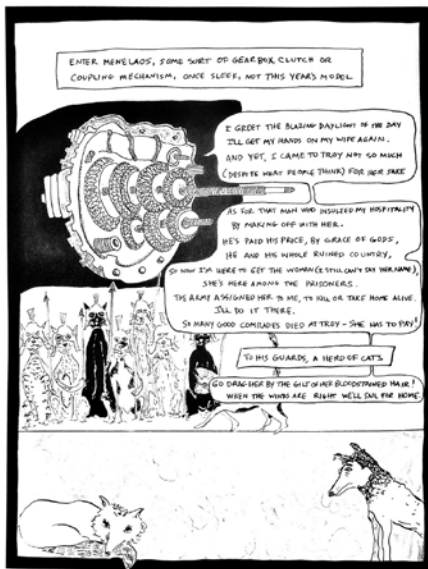 ENTER MENELAOS, SOME SORT OF GEARBOX, CLUTCH OR
COUPLING MECHANISM, ONCE SLEEK, NOT THIS YEAR'S MODEL
I GREET THE BLAZING DAYLIGHT OF THE DAY
I'LL GET MY HANDS ON MY WIFE AGAIN.
AND YET, I CAME TO TROY NOT SO MUCH
(DESPITE WHAT PEOPLE THINK) FOR HER SAKE
AS FOR THAT MAN WHO INSULTED MY HOSPITALITY
BY MAKING OFF WITH HER.
HE'S PAID HIS PRICE, BY GRACE OF GODS,
HE AND HIS WHOLE RUINED COUNTRY,
SO NOW I'M HERE TO GET THE WOMAN (I STILL CAN'T SAY HER NAME),
SHE'S HERE AMONG THE PRISONERS.
THE ARMY ASSIGNED HER TO ME, TO KILL OR TAKE HOME ALIVE.
I'LL DO IT THERE.
SO MANY GOOD COMRADES DIED AT TROY – SHE HAS TO PAY!
TO HIS GUARDS, A HERD OF CATS
GO DRAG HER BY THE GILT OF HER BLOODSTAINED HAIR!
WHEN THE WINDS ARE RIGHT WE'LL SAIL FOR HOME.